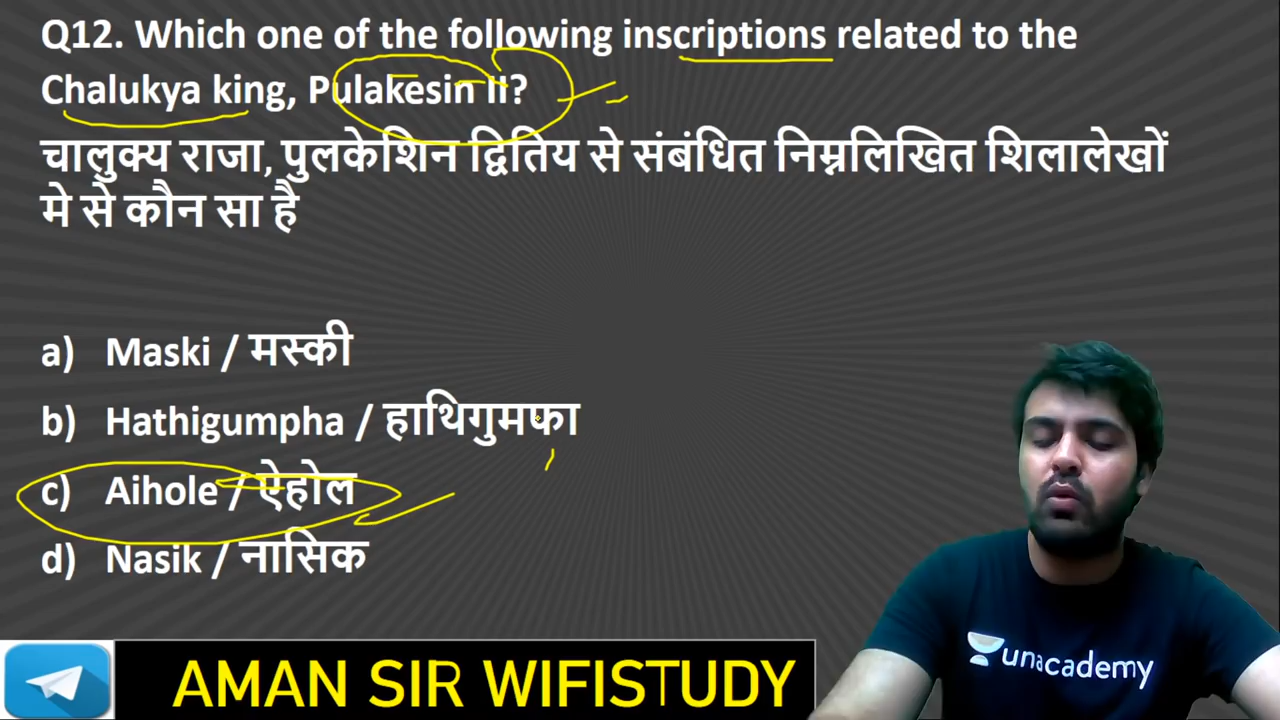 Q12. Which one of the following inscriptions related to the
Chalukya king, Pulakesin II?
चालुक्य राजा, पुलकेशिन द्वितिय से संबंधित निम्नलिखित शिलालेखों
मे से कौन सा है
a) Maski / मस्की
b) Hathigumpha / हाथिगुमफा
c) Aihole / ऐहोल
d) Nasik / नासिक
unacademy
AMAN SIR WIFISTUDY